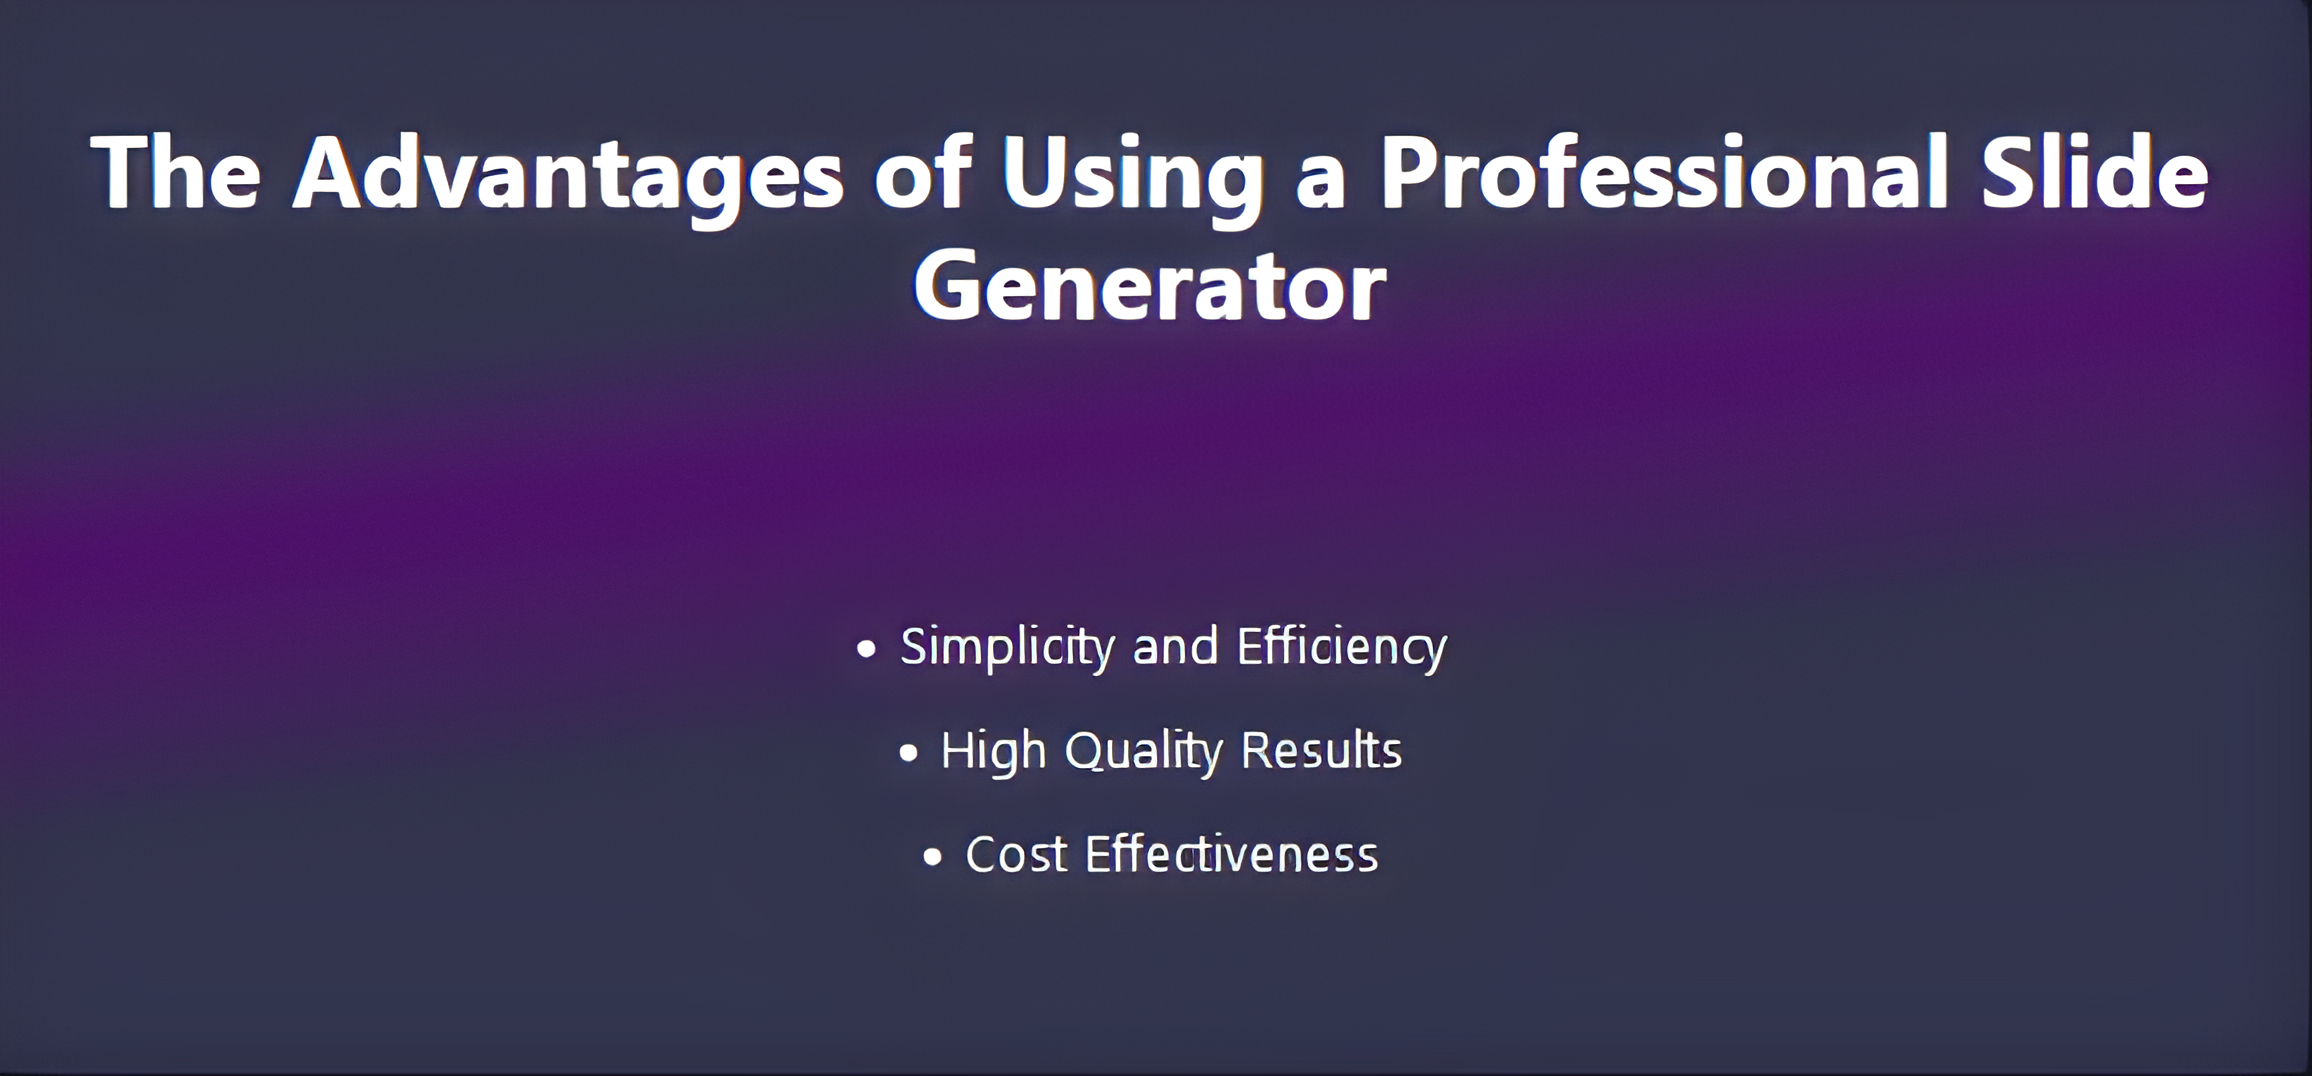 The Advantages of Using a Professional Slide
Generator
• Simplicity and Efficiency
• High Quality Results
• Cost Effectiveness